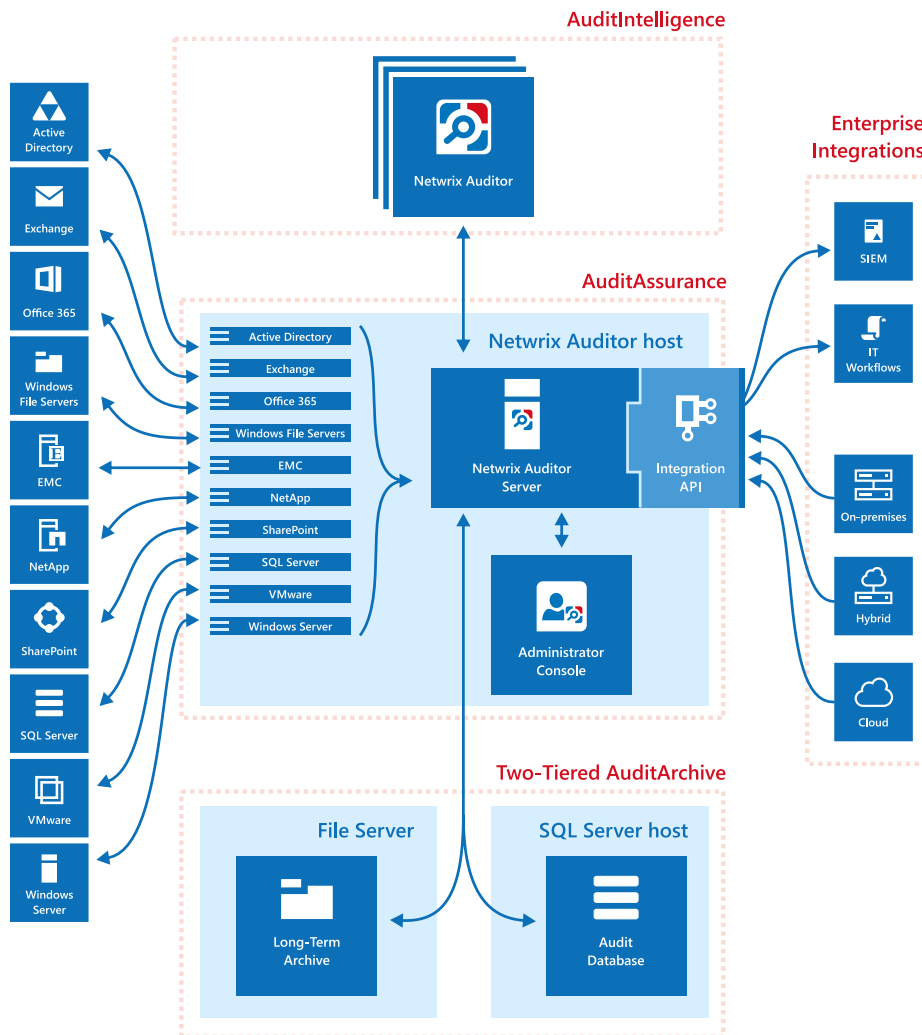 AuditIntelligence
Netwrix Auditor
Active
Directory
Exchange
Office 365
Windows
File Servers
EMC
NetApp
SharePoint
SQL Server
VMware
Windows
Server
AuditAssurance
Active Directory
Exchange
Office 365
Windows File Servers
EMC
NetApp
SharePoint
SQL Server
VMware
Windows Server
Netwrix Auditor host
Netwrix Auditor
Server
Integration
API
Administrator
Console
Enterprise
Integrations
SIEM
IT
Workflows
On-premises
Hybrid
Cloud
Two-Tiered AuditArchive
File Server
Long-Term
Archive
SQL Server host
Audit
Database